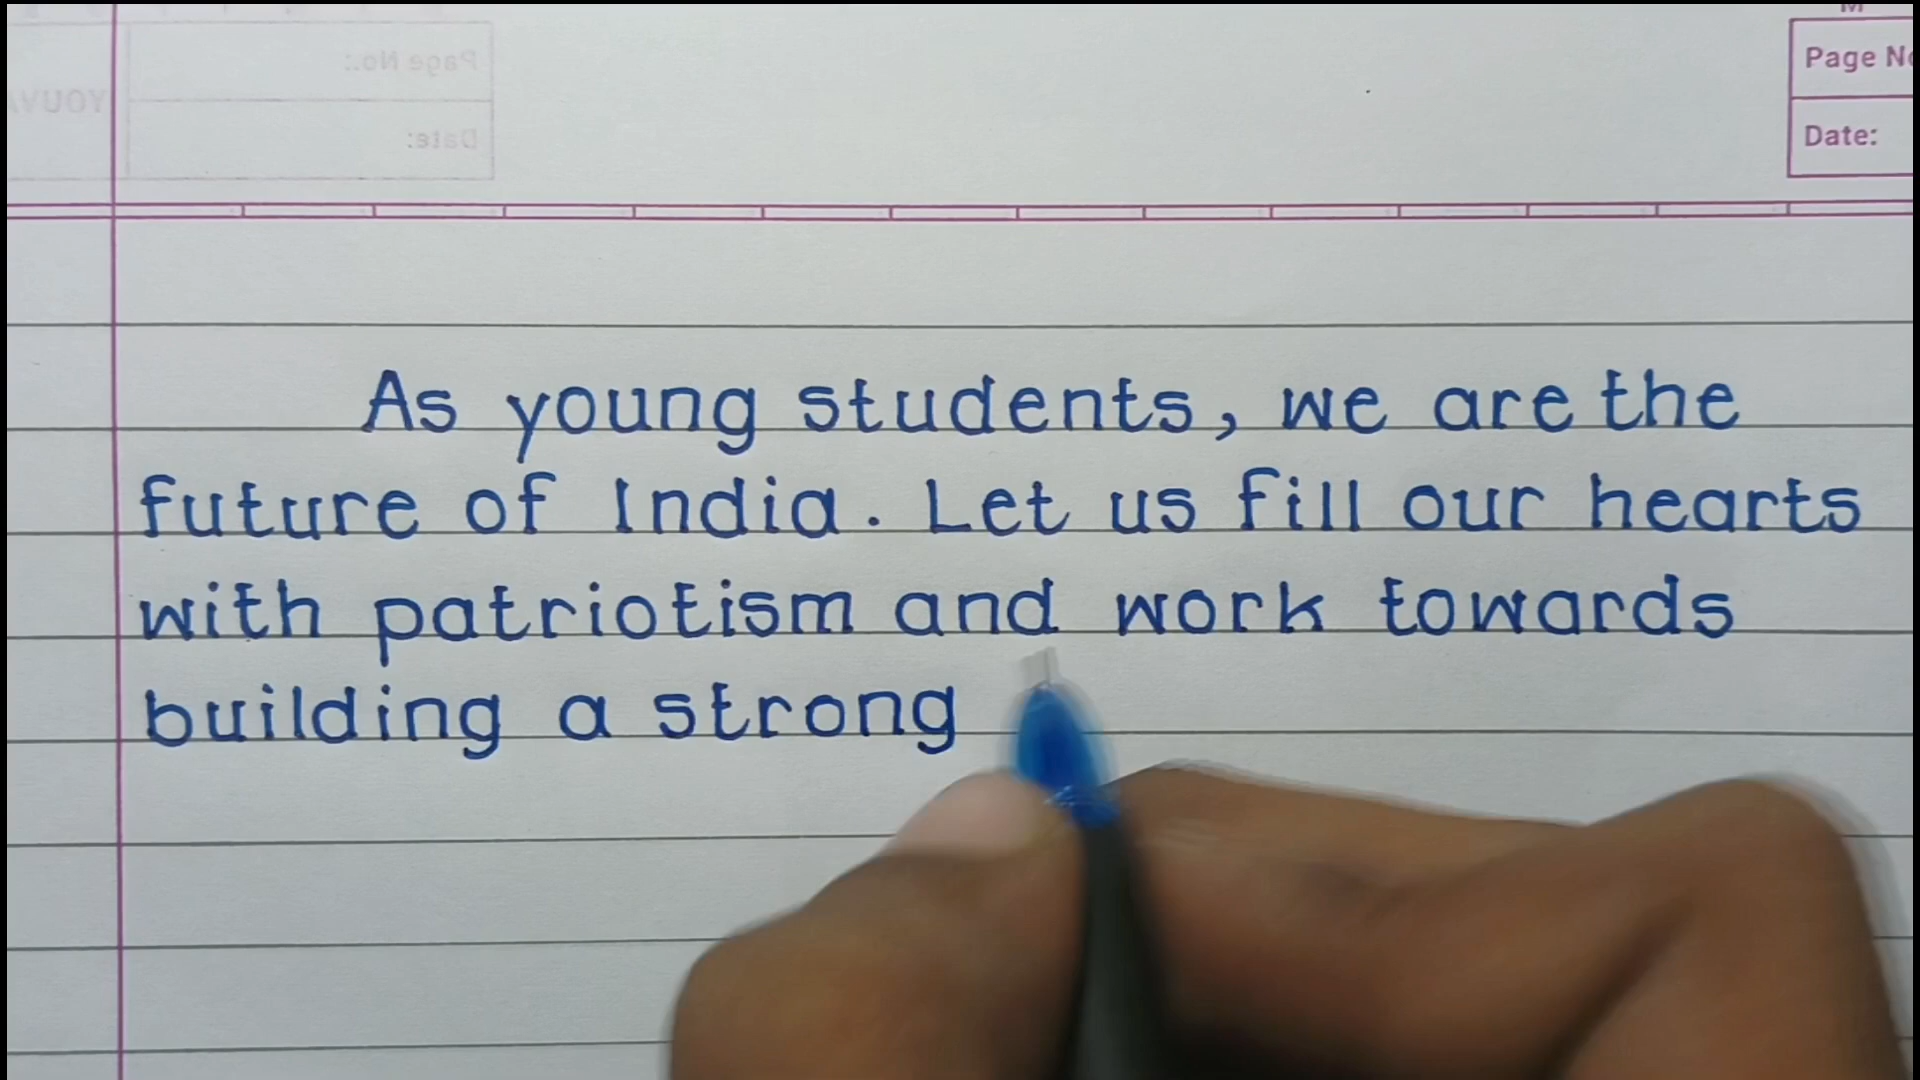 Page No
Date:
As young students, we are the
future of India. Let us fill our hearts
with patriotism and work towards
building a strong